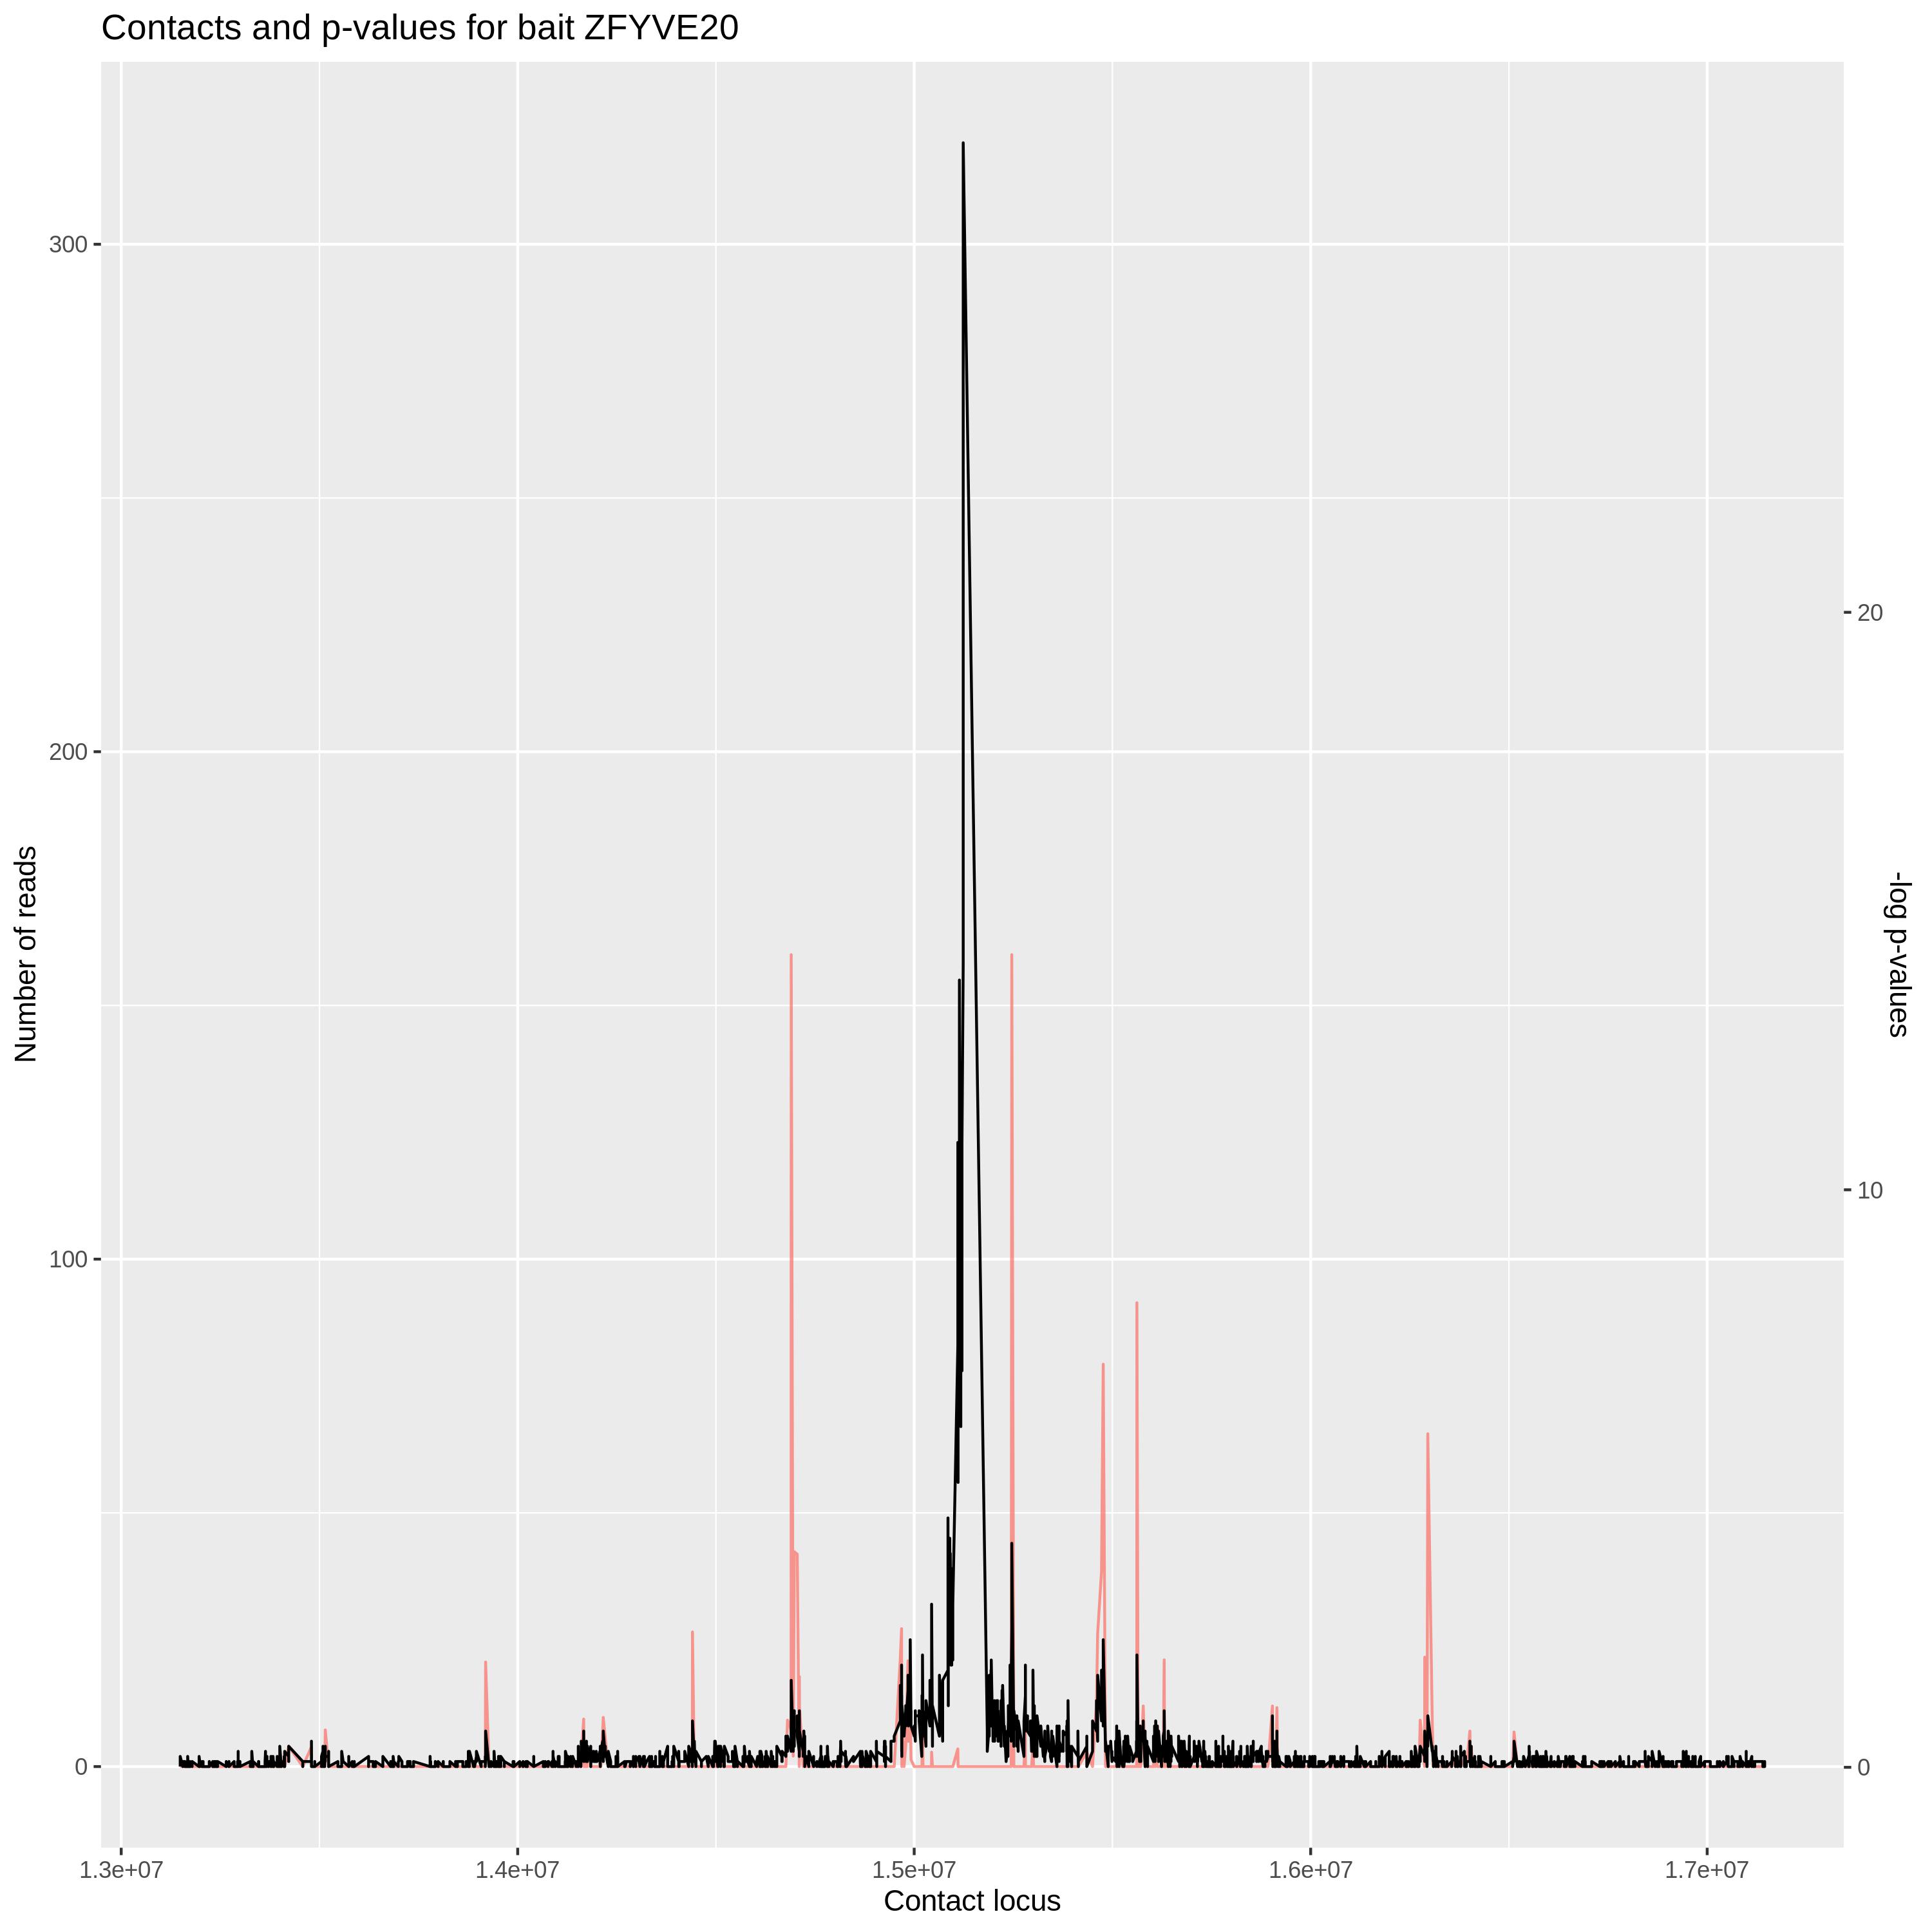 Contacts and p-values for bait ZFYVE20
300
200
100
0
Number of reads
20
10
0
-log p-values
1.3e+07
1.4e+07
1.5e+07
1.6e+07
1.7e+07
Contact locus